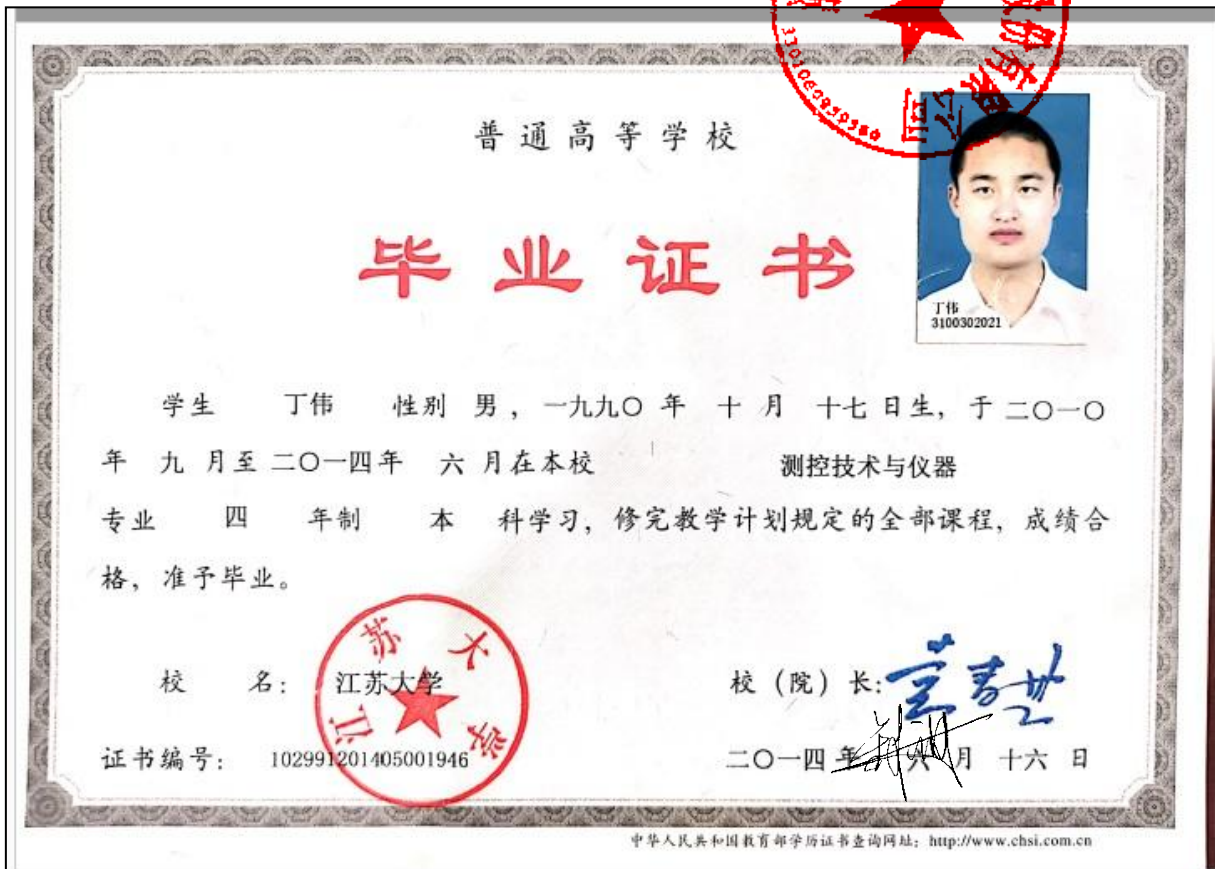 普通高等学校
毕业证书
丁伟
3100302021
学生 丁伟 性别 男，一九九〇 年 十 月 十七 日生，于 二〇一〇
年 九 月至 二〇一四 年 六 月在本校 测控技术与仪器
专业 四 年制 本 科学习，修完教学计划规定的全部课程，成绩合
格，准予毕业。
校 名： 江苏大学
江苏大学
校（院）长：
证书编号： 102991201405001946
二〇一四 年 六 月 十六 日
中华人民共和国教育部学历证书查询网址：http://www.chsi.com.cn